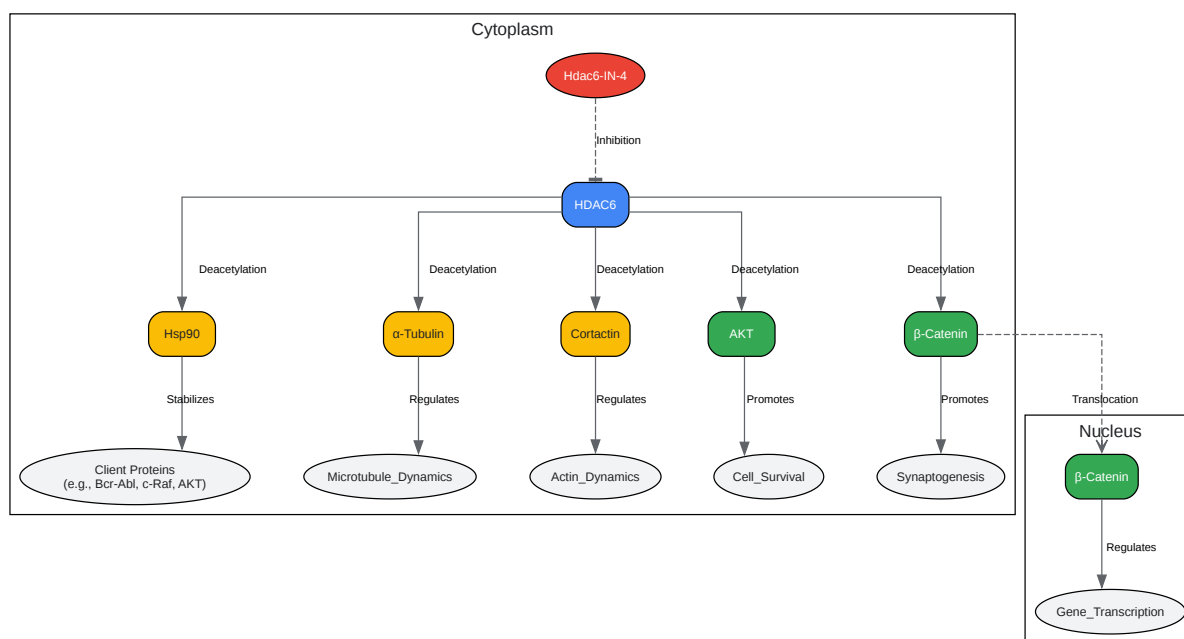 Cytoplasm
Hdac6-IN-4
Inhibition
HDAC6
Deacetylation
Deacetylation
Deacetylation
Deacetylation
Deacetylation
Hsp90
α-Tubulin
Cortactin
AKT
β-Catenin
Stabilizes
Regulates
Regulates
Promotes
Promotes
Translocation
Nucleus
Client Proteins
(e.g., Bcr-Abl, c-Raf, AKT)
Microtubule_Dynamics
Actin_Dynamics
Cell_Survival
Synaptogenesis
β-Catenin
Regulates
Gene_Transcription